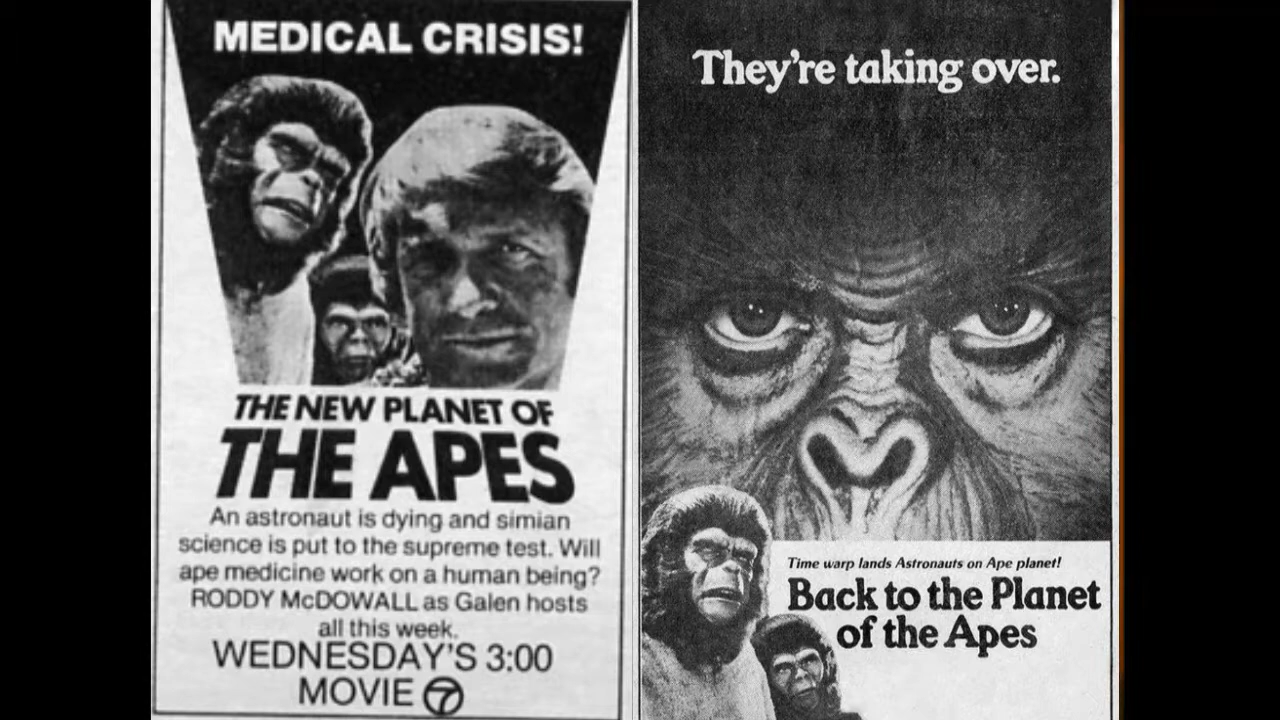 MEDICAL CRISIS!
THE NEW PLANET OF
THE APES
An astronaut is dying and simian
science is put to the supreme test. Will
ape medicine work on a human being?
RODDY McDOWALL as Galen hosts
all this week.
WEDNESDAY'S 3:00
MOVIE 7
They're taking over.
Time warp lands Astronauts on Ape planet!
Back to the Planet
of the Apes